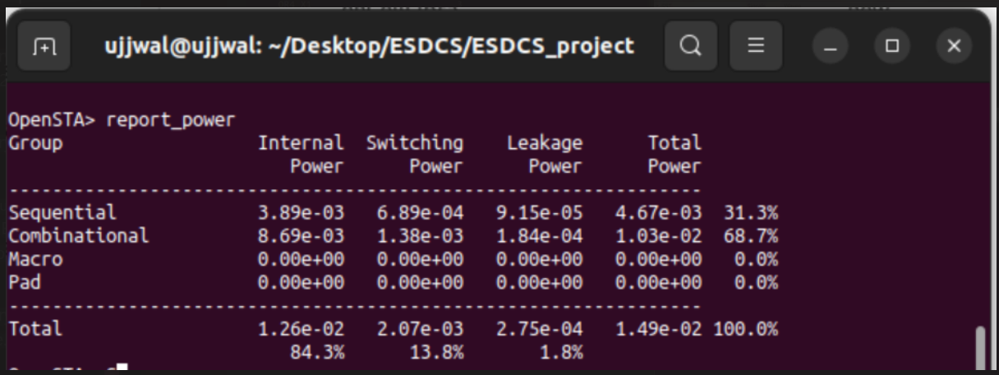 ujjwal@ujjwal: ~/Desktop/ESDCS/ESDCS_project
OpenSTA> report_power
Group Internal Switching Leakage Total
Power Power Power Power
----------------------------------------------------------------
Sequential 3.89e-03 6.89e-04 9.15e-05 4.67e-03 31.3%
Combinational 8.69e-03 1.38e-03 1.84e-04 1.03e-02 68.7%
Macro 0.00e+00 0.00e+00 0.00e+00 0.00e+00 0.0%
Pad 0.00e+00 0.00e+00 0.00e+00 0.00e+00 0.0%
----------------------------------------------------------------
Total 1.26e-02 2.07e-03 2.75e-04 1.49e-02 100.0%
84.3% 13.8% 1.8%